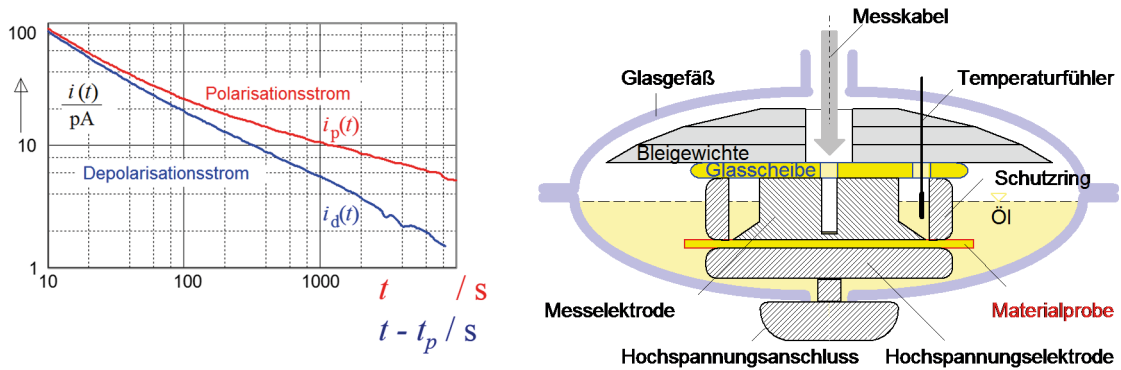 100
i(t)
pA
10
1
Polarisationsstrom
i_p(t)
Depolarisationsstrom
i_d(t)
10 100 1000
t / s
t - t_p / s
Messkabel
Glasgefäß
Temperaturfühler
Bleigewichte
Glasscheibe
Schutzring
Öl
Messelektrode
Materialprobe
Hochspannungsanschluss
Hochspannungselektrode